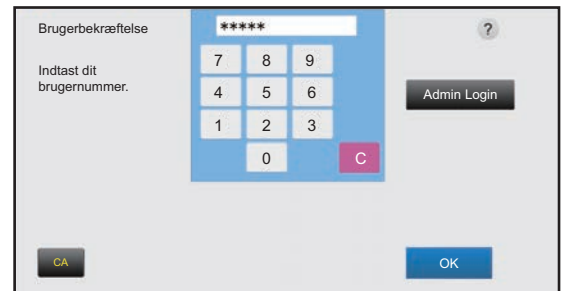 Brugerbekræftelse
*****
?
Indtast dit
brugernummer.
7 8 9
4 5 6
Admin Login
1 2 3
0 C
CA
OK